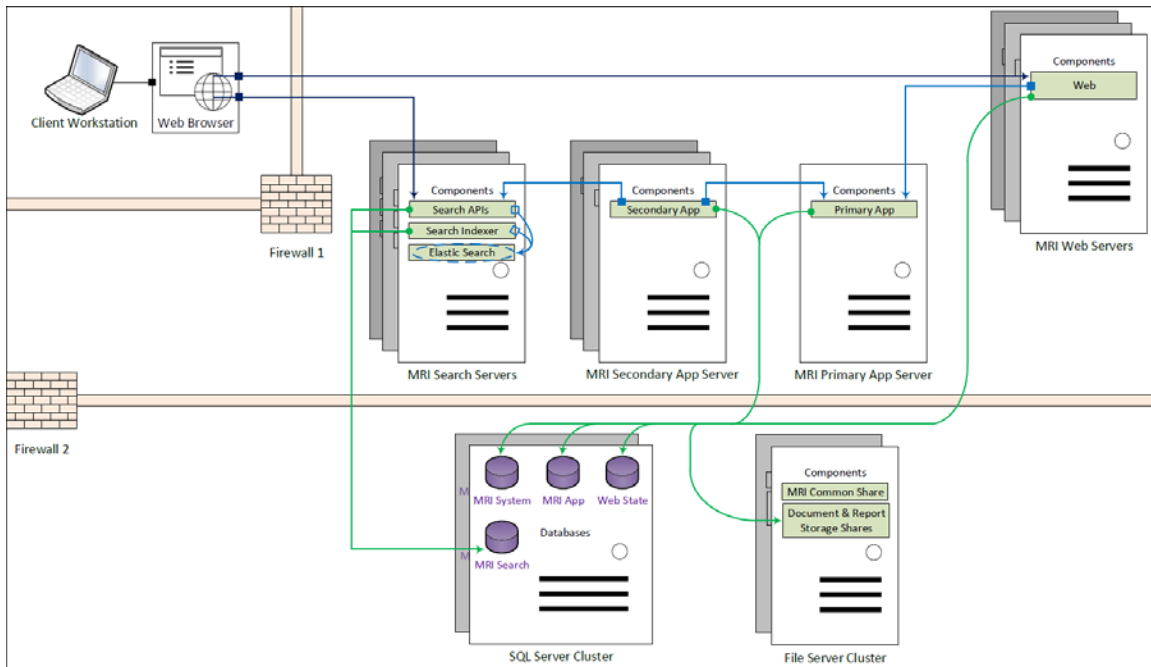 Components
Web
Client Workstation
Web Browser
Components
Search APIs
Search Indexer
Elastic Search
Components
Secondary App
Components
Primary App
MRI Web Servers
Firewall 1
MRI Search Servers
MRI Secondary App Server
MRI Primary App Server
Firewall 2
MRI System
MRI App
Web State
Databases
MRI Search
M
M
Components
MRI Common Share
Document & Report
Storage Shares
SQL Server Cluster
File Server Cluster